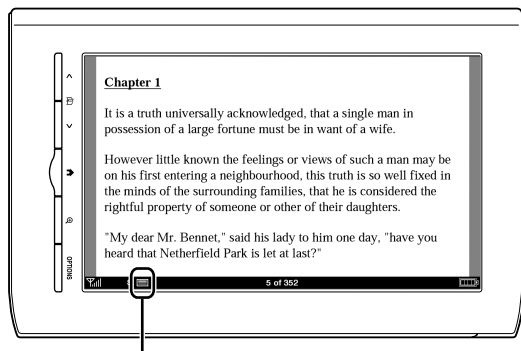 Chapter 1
It is a truth universally acknowledged, that a single man in
possession of a large fortune must be in want of a wife.
However little known the feelings or views of such a man may be
on his first entering a neighbourhood, this truth is so well fixed in
the minds of the surrounding families, that he is considered the
rightful property of someone or other of their daughters.
"My dear Mr. Bennet," said his lady to him one day, "have you
heard that Netherfield Park is let at last?"
OPTIONS
5 of 352